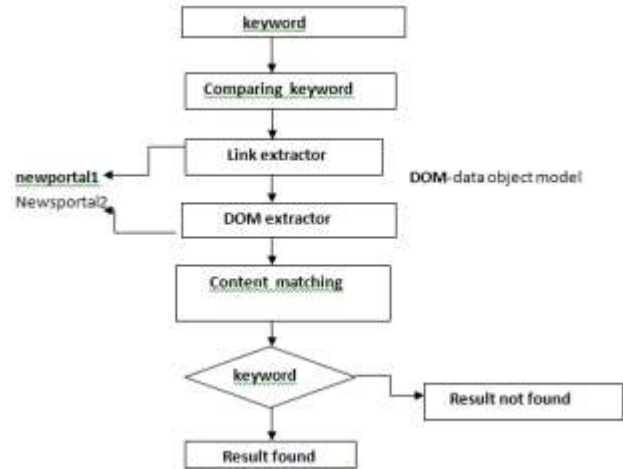 keyword
Comparing keyword
Link extractor
newportal1
DOM-data object model
Newsportal2
DOM extractor
Content matching
keyword
Result not found
Result found